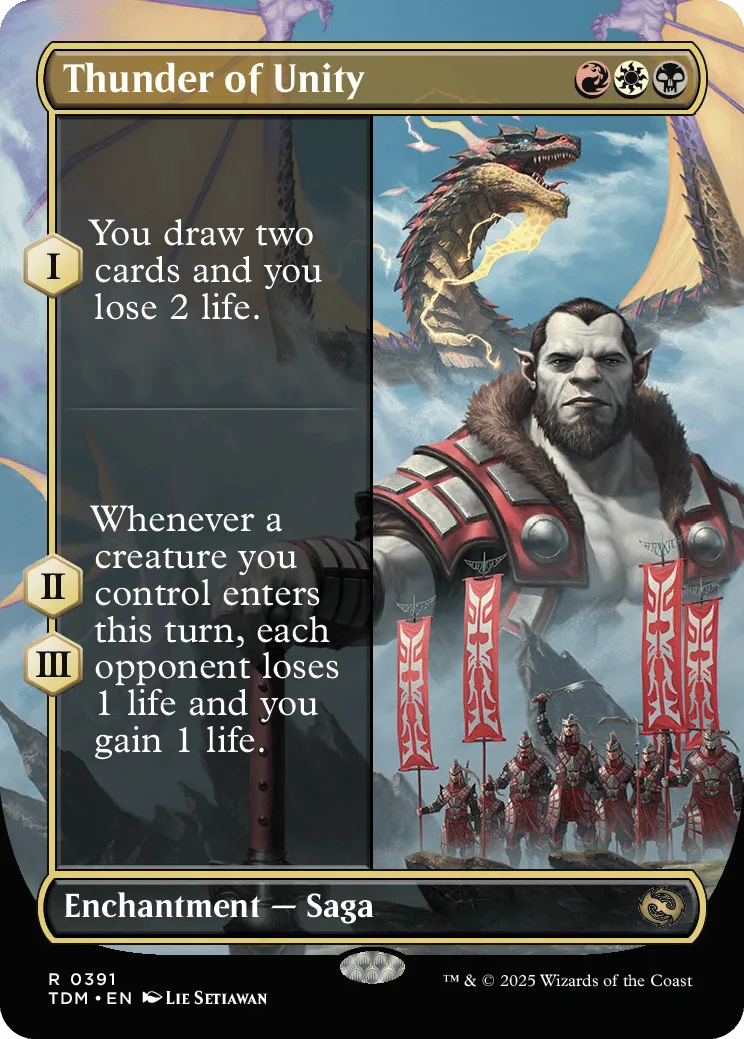 Thunder of Unity
I
You draw two
cards and you
lose 2 life.
II
III
Whenever a
creature you
control enters
this turn, each
opponent loses
1 life and you
gain 1 life.
Enchantment — Saga
R 0391
TDM • EN Lie Setiawan
™ & © 2025 Wizards of the Coast